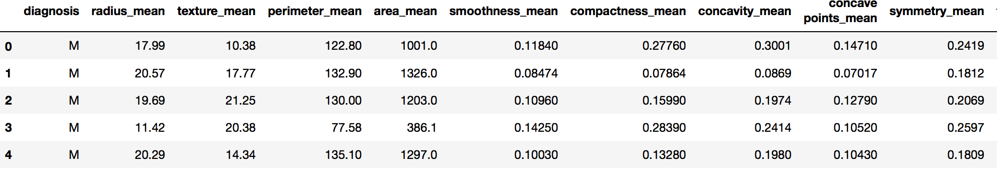 diagnosis radius_mean texture_mean perimeter_mean area_mean smoothness_mean compactness_mean concavity_mean concave points_mean symmetry_mean
0 M 17.99 10.38 122.80 1001.0 0.11840 0.27760 0.3001 0.14710 0.2419
1 M 20.57 17.77 132.90 1326.0 0.08474 0.07864 0.0869 0.07017 0.1812
2 M 19.69 21.25 130.00 1203.0 0.10960 0.15990 0.1974 0.12790 0.2069
3 M 11.42 20.38 77.58 386.1 0.14250 0.28390 0.2414 0.10520 0.2597
4 M 20.29 14.34 135.10 1297.0 0.10030 0.13280 0.1980 0.10430 0.1809